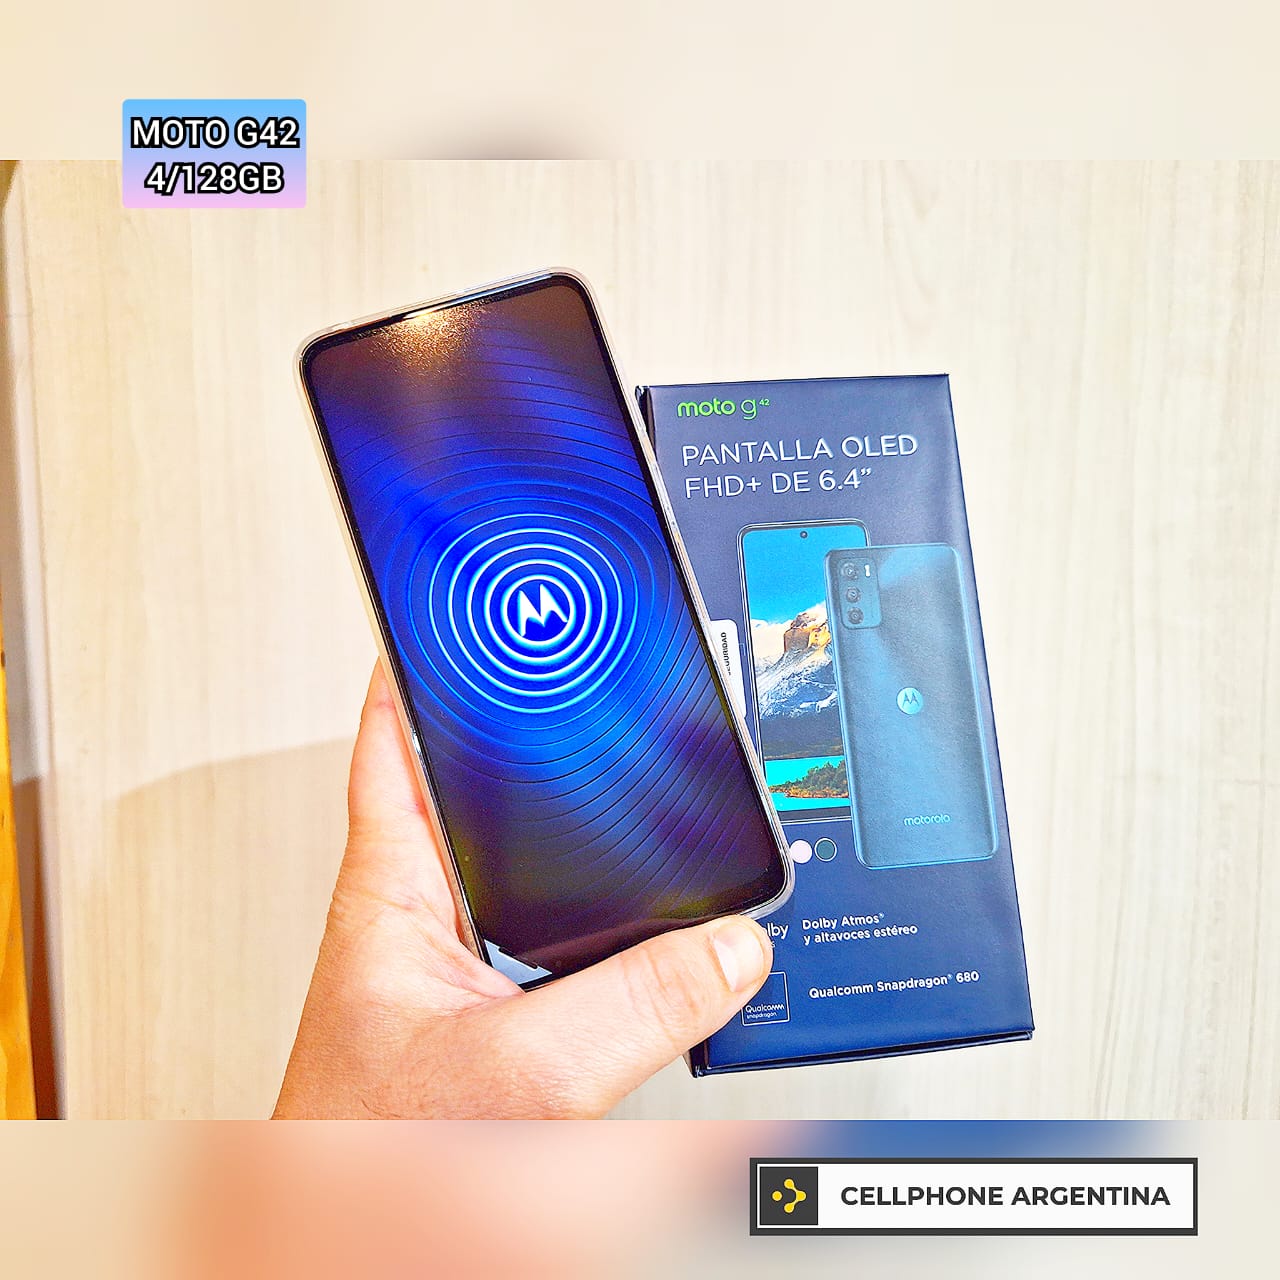 MOTO G42
4/128GB
moto g42
PANTALLA OLED
FHD+ DE 6.4”
motorola
Dolby Atmos®
y altavoces estéreo
Qualcomm Snapdragon® 680
Qualcomm
snapdragon
CELLPHONE ARGENTINA